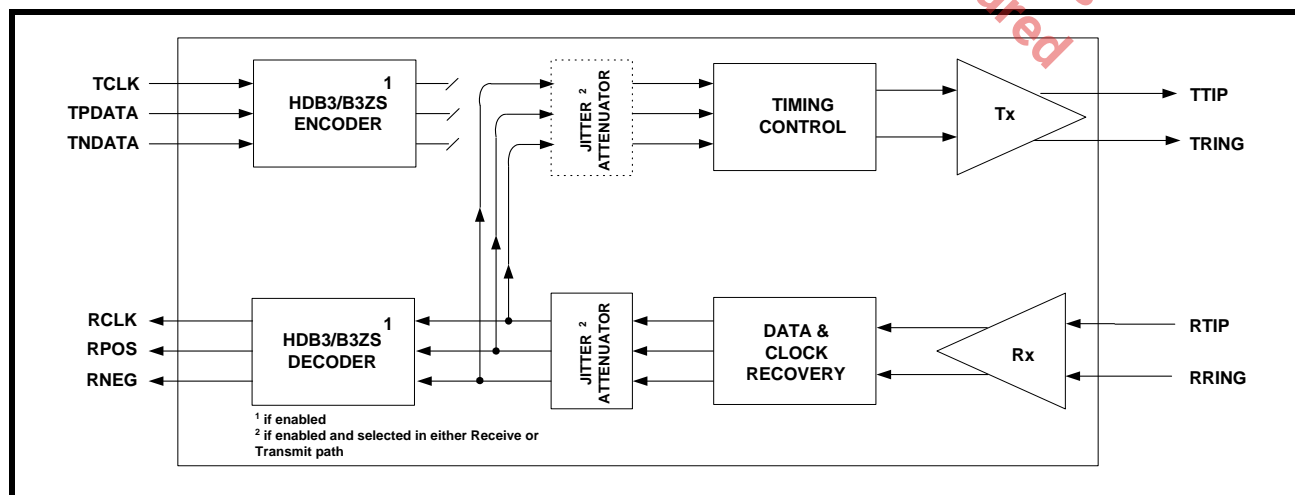 ured
TCLK
TPDATA
TNDATA
1
HDB3/B3ZS
ENCODER
JITTER 2
ATTENUATOR
TIMING
CONTROL
Tx
TTIP
TRING
RCLK
RPOS
RNEG
1
HDB3/B3ZS
DECODER
JITTER 2
ATTENUATOR
DATA &
CLOCK
RECOVERY
Rx
RTIP
RRING
1 if enabled
2 if enabled and selected in either Receive or
Transmit path